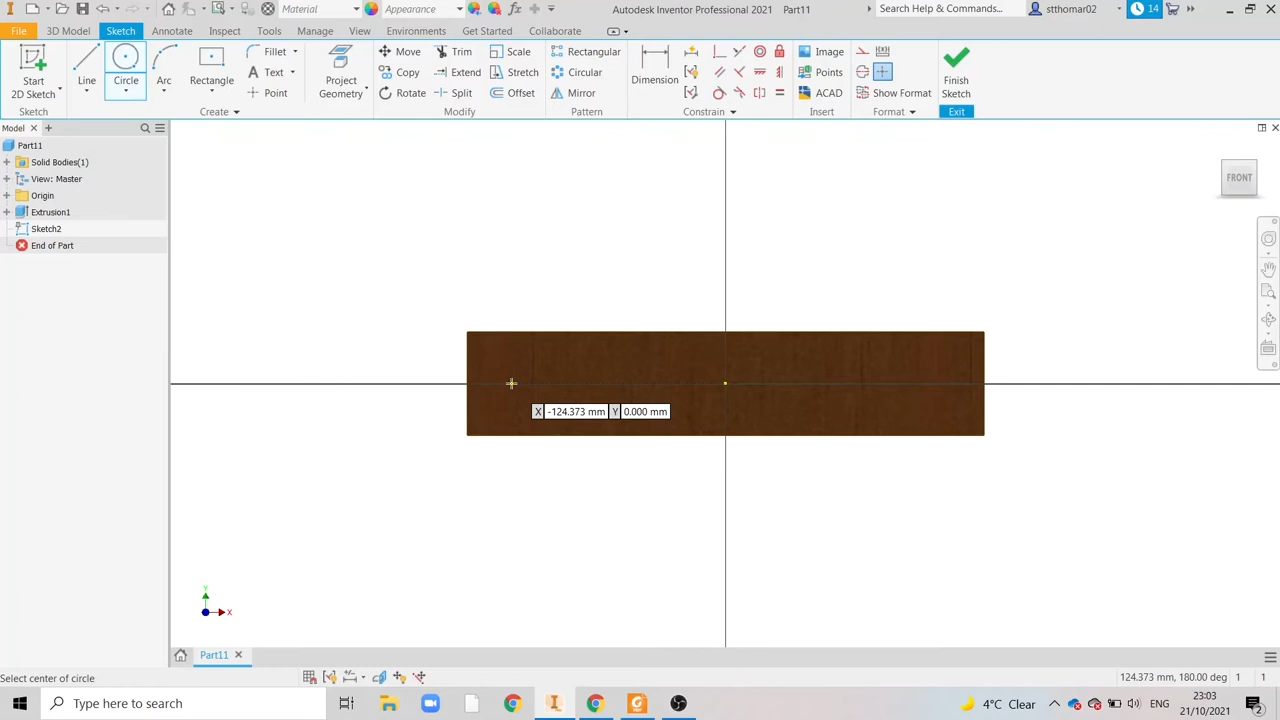 Material Appearance Autodesk Inventor Professional 2021 Part11 Search Help & Commands... stthomar02 14
File 3D Model Sketch Annotate Inspect Tools Manage View Environments Get Started Collaborate
Start 2D Sketch
Line
Circle
Arc
Rectangle
Fillet
Text
Point
Project Geometry
Move
Copy
Rotate
Trim
Extend
Split
Scale
Stretch
Offset
Rectangular
Circular
Mirror
Dimension
Image
Points
ACAD
Show Format
Finish Sketch
Sketch Create Modify Pattern Constrain Insert Format Exit
Model
Part11
Solid Bodies(1)
View: Master
Origin
Extrusion1
Sketch2
End of Part
FRONT
X -124.373 mm Y 0.000 mm
Y
X
Part11
Select center of circle 124.373 mm, 180.00 deg 1 1
Type here to search 4°C Clear ENG 23:03
21/10/2021 2